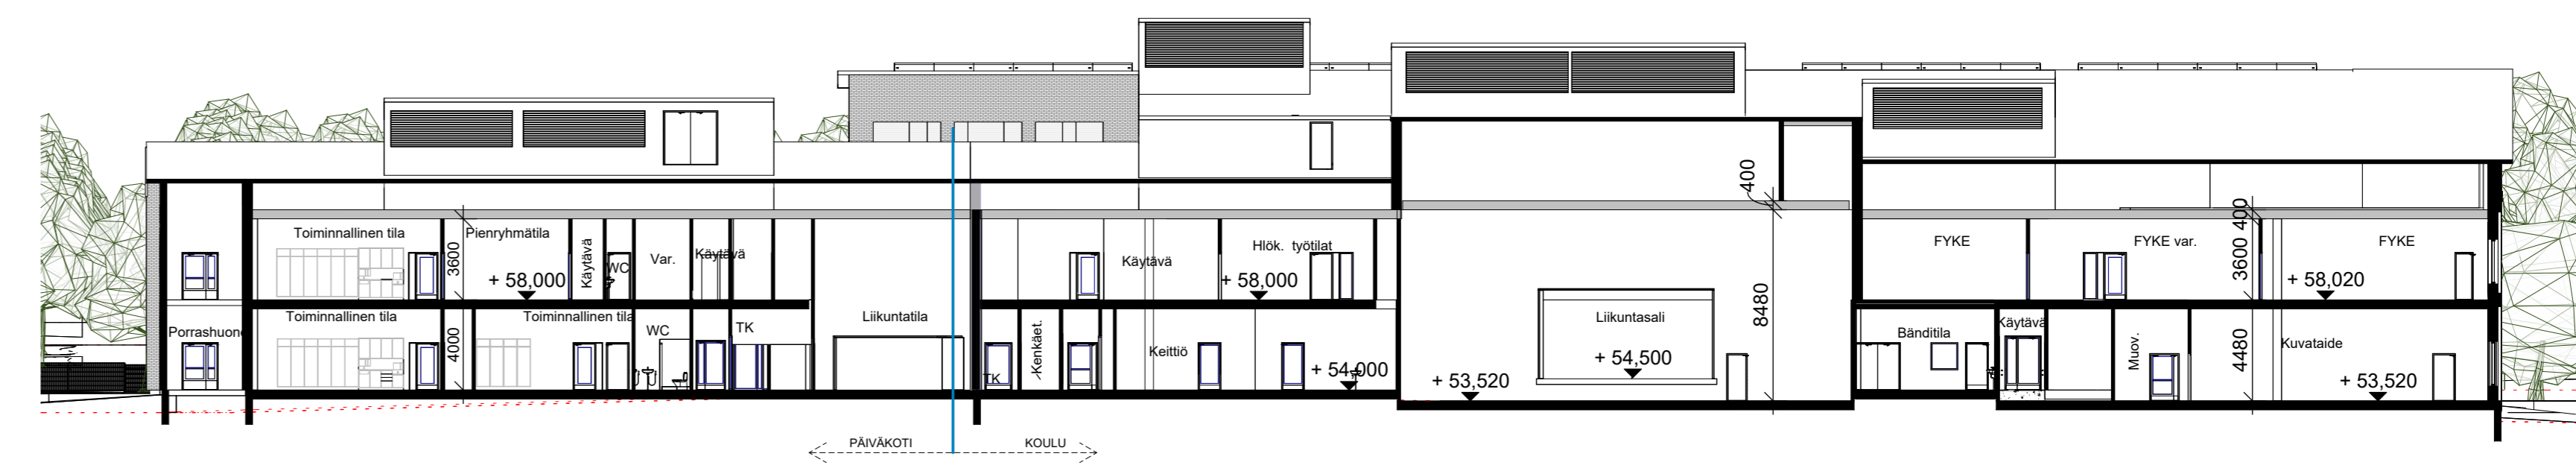 400
Toiminnallinen tila
Pienryhmätila
3600
Käytävä
WC
Var.
Käytävä
+ 58,000
Käytävä
Hlök. työtilat
+ 58,000
FYKE
FYKE var.
3600 400
FYKE
+ 58,020
Porrashuone
Toiminnallinen tila
4000
Toiminnallinen tila
WC
TK
Liikuntatila
TK
Kenkäet.
Keittiö
+ 54,000
+ 53,520
Liikuntasali
+ 54,500
8480
Bänditila
Käytävä
Muov.
4480
Kuvataide
+ 53,520
PÄIVÄKOTI
KOULU